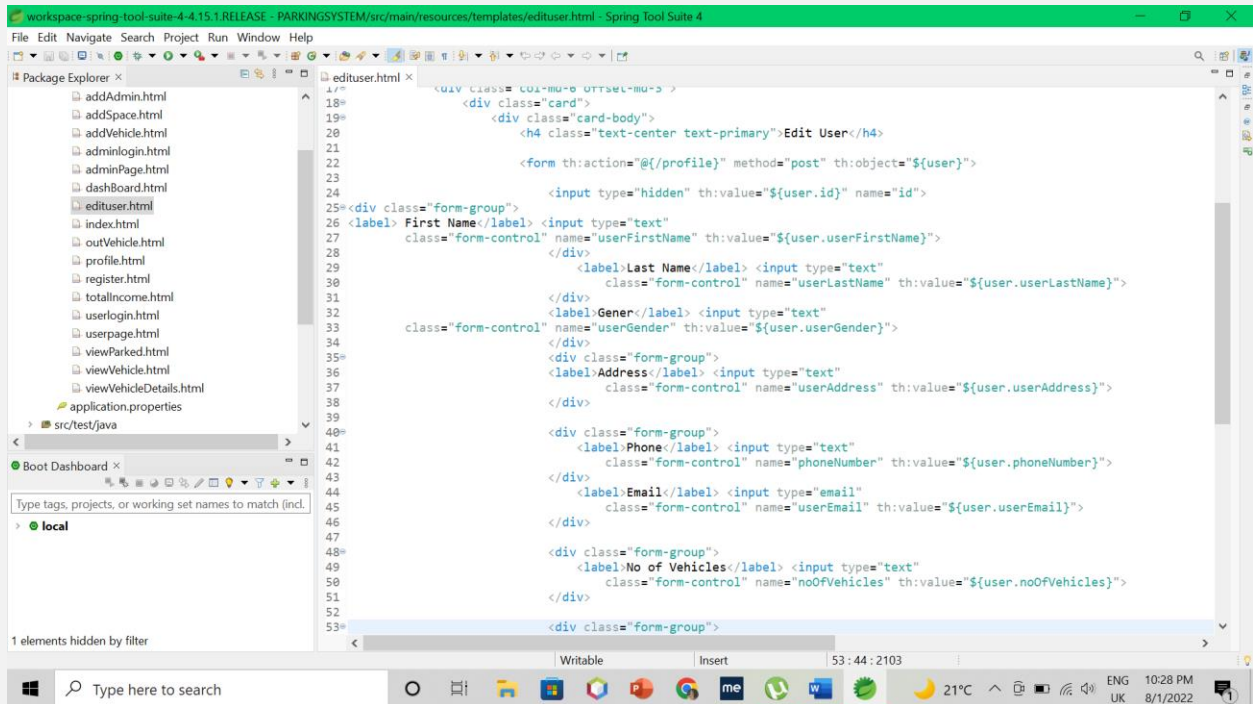 workspace-spring-tool-suite-4-4.15.1.RELEASE - PARKINGSYSTEM/src/main/resources/templates/edituser.html - Spring Tool Suite 4
File Edit Navigate Search Project Run Window Help
Package Explorer
addAdmin.html
addSpace.html
addVehicle.html
adminlogin.html
adminPage.html
dashBoard.html
edituser.html
index.html
outVehicle.html
profile.html
register.html
totalIncome.html
userlogin.html
userpage.html
viewParked.html
viewVehicle.html
viewVehicleDetails.html
application.properties
src/test/java
Boot Dashboard
Type tags, projects, or working set names to match (incl.
local
1 elements hidden by filter
edituser.html
17 <div class="col-md-6 offset-md-3">
18 <div class="card">
19 <div class="card-body">
20 <h4 class="text-center text-primary">Edit User</h4>
21
22 <form th:action="@{/profile}" method="post" th:object="${user}">
23
24 <input type="hidden" th:value="${user.id}" name="id">
25 <div class="form-group">
26 <label> First Name</label> <input type="text"
27 class="form-control" name="userFirstName" th:value="${user.userFirstName}">
28 </div>
29 <label>Last Name</label> <input type="text"
30 class="form-control" name="userLastName" th:value="${user.userLastName}">
31 </div>
32 <label>Gener</label> <input type="text"
33 class="form-control" name="userGender" th:value="${user.userGender}">
34 </div>
35 <div class="form-group">
36 <label>Address</label> <input type="text"
37 class="form-control" name="userAddress" th:value="${user.userAddress}">
38 </div>
39
40 <div class="form-group">
41 <label>Phone</label> <input type="text"
42 class="form-control" name="phoneNumber" th:value="${user.phoneNumber}">
43 </div>
44 <label>Email</label> <input type="email"
45 class="form-control" name="userEmail" th:value="${user.userEmail}">
46 </div>
47
48 <div class="form-group">
49 <label>No of Vehicles</label> <input type="text"
50 class="form-control" name="noOfVehicles" th:value="${user.noOfVehicles}">
51 </div>
52
53 <div class="form-group">
Writable Insert 53 : 44 : 2103
Type here to search
me
21°C
ENG
UK
10:28 PM
8/1/2022
1